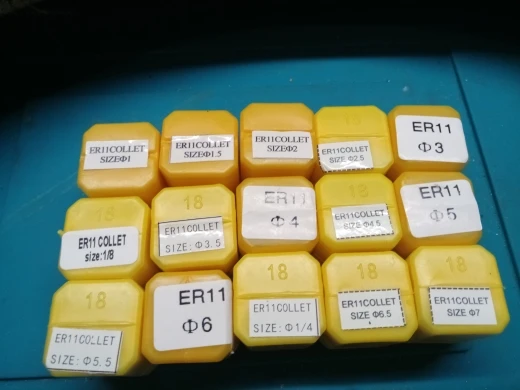 ER11COLLET
SIZEΦ1
ER11COLLET
SIZEΦ1.5
ER11COLLET
SIZEΦ2
ER11COLLET
SIZE Φ2.5
ER11
Φ3
18
ER11 COLLET
size:1/8
18
ER11COLLET
SIZE: Φ3.5
ER11
Φ4
18
ER11COLLET
SIZE Φ4.5
ER11
Φ5
18
ER11COLLET
SIZE: Φ5.5
ER11
Φ6
18
ER11COLLET
SIZE: Φ1/4
18
ER11COLLET
SIZE Φ6.5
18
ER11COLLET
SIZE Φ7